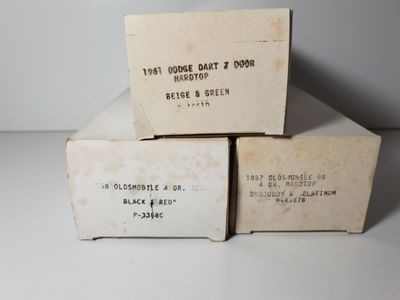 1961 DODGE DART 2 DOOR
HARDTOP
BEIGE & GREEN
OLDSMOBILE 4 DR.
BLACK & RED"
P-3368C
1957 OLDSMOBILE 98
4 DR. HARDTOP
BURGUNDY & PLATINUM